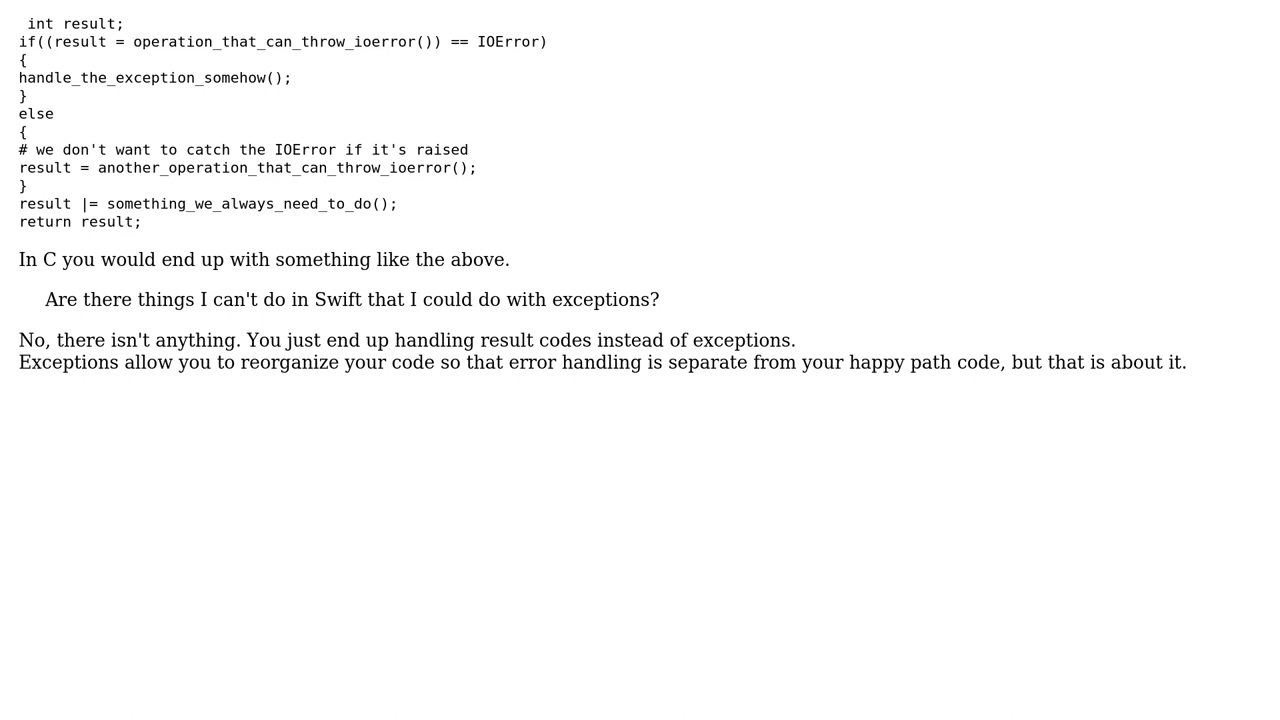 int result;
if((result = operation_that_can_throw_ioerror()) == IOError)
{
handle_the_exception_somehow();
}
else
{
# we don't want to catch the IOError if it's raised
result = another_operation_that_can_throw_ioerror();
}
result |= something_we_always_need_to_do();
return result;
In C you would end up with something like the above.
Are there things I can't do in Swift that I could do with exceptions?
No, there isn't anything. You just end up handling result codes instead of exceptions.
Exceptions allow you to reorganize your code so that error handling is separate from your happy path code, but that is about it.